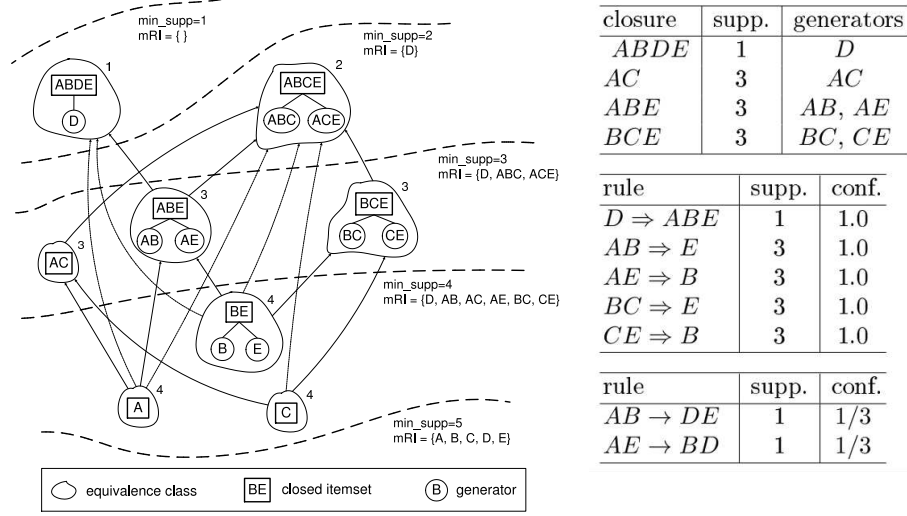 min_supp=1
mRI = { }
min_supp=2
mRI = {D}
1
ABDE
D
2
ABCE
ABC ACE
min_supp=3
mRI = {D, ABC, ACE}
3
ABE
AB AE
3
BCE
BC CE
3
AC
min_supp=4
mRI = {D, AB, AC, AE, BC, CE}
4
BE
B E
4
A
4
C
min_supp=5
mRI = {A, B, C, D, E}
equivalence class BE closed itemset B generator
closure supp. generators
ABDE 1 D
AC 3 AC
ABE 3 AB, AE
BCE 3 BC, CE
rule supp. conf.
D ⇒ ABE 1 1.0
AB ⇒ E 3 1.0
AE ⇒ B 3 1.0
BC ⇒ E 3 1.0
CE ⇒ B 3 1.0
rule supp. conf.
AB → DE 1 1/3
AE → BD 1 1/3